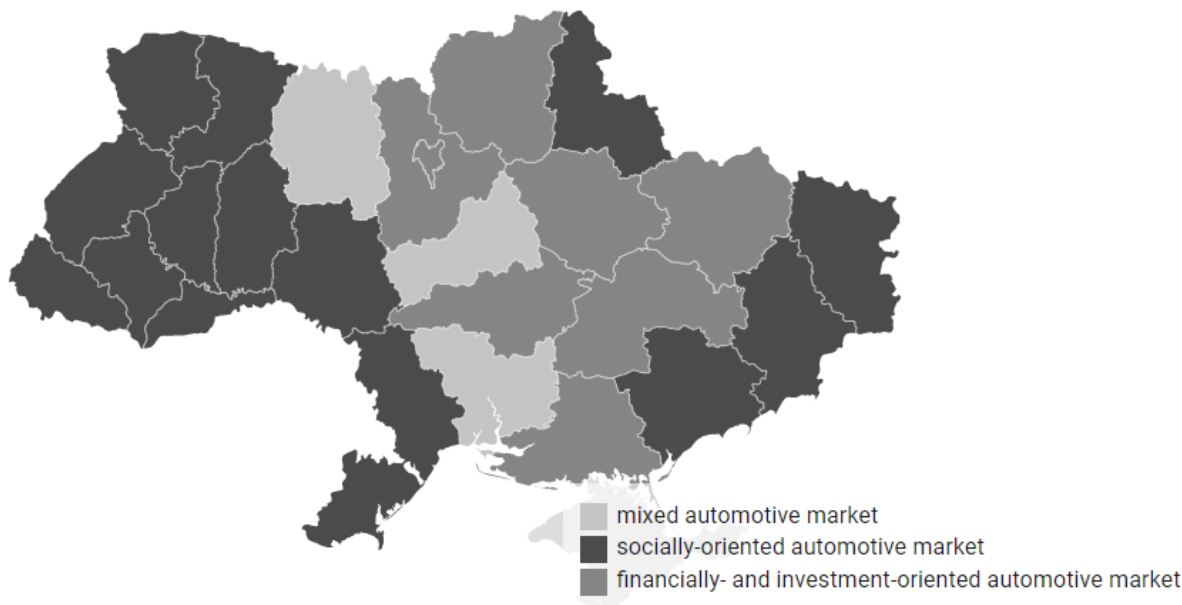 mixed automotive market
socially-oriented automotive market
financially- and investment-oriented automotive market